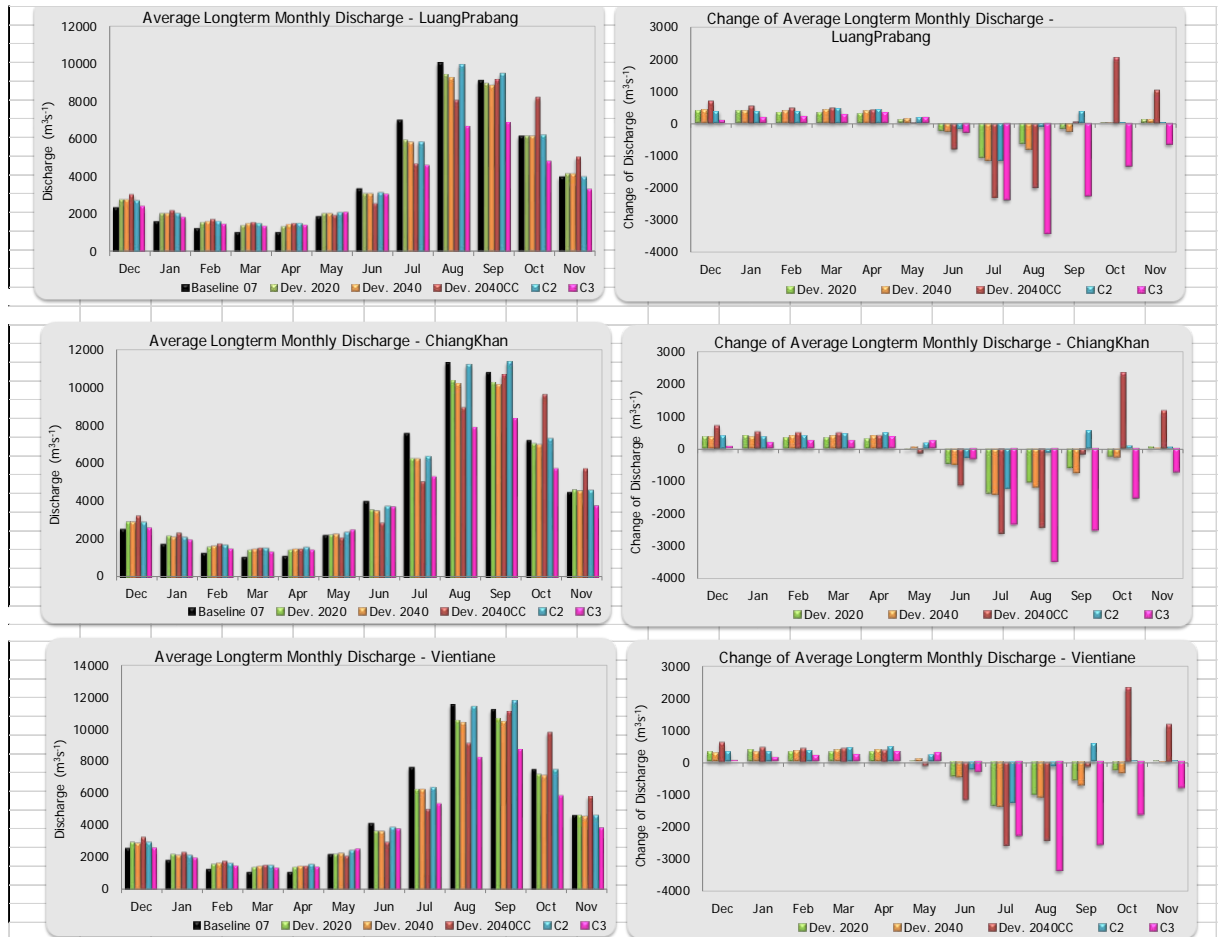 Average Longterm Monthly Discharge - LuangPrabang
12000
10000
8000
6000
4000
2000
0
Discharge (m³s⁻¹)
Dec Jan Feb Mar Apr May Jun Jul Aug Sep Oct Nov
Baseline 07 Dev. 2020 Dev. 2040 Dev. 2040CC C2 C3
Change of Average Longterm Monthly Discharge -
LuangPrabang
3000
2000
1000
0
-1000
-2000
-3000
-4000
Change of Discharge (m³s⁻¹)
Dec Jan Feb Mar Apr May Jun Jul Aug Sep Oct Nov
Dev. 2020 Dev. 2040 Dev. 2040CC C2 C3
Average Longterm Monthly Discharge - ChiangKhan
12000
10000
8000
6000
4000
2000
0
Discharge (m³s⁻¹)
Dec Jan Feb Mar Apr May Jun Jul Aug Sep Oct Nov
Baseline 07 Dev. 2020 Dev. 2040 Dev. 2040CC C2 C3
Change of Average Longterm Monthly Discharge - ChiangKhan
3000
2000
1000
0
-1000
-2000
-3000
-4000
Change of Discharge (m³s⁻¹)
Dec Jan Feb Mar Apr May Jun Jul Aug Sep Oct Nov
Dev. 2020 Dev. 2040 Dev. 2040CC C2 C3
Average Longterm Monthly Discharge - Vientiane
14000
12000
10000
8000
6000
4000
2000
0
Discharge (m³s⁻¹)
Dec Jan Feb Mar Apr May Jun Jul Aug Sep Oct Nov
Baseline 07 Dev. 2020 Dev. 2040 Dev. 2040CC C2 C3
Change of Average Longterm Monthly Discharge - Vientiane
3000
2000
1000
0
-1000
-2000
-3000
-4000
Change of Discharge (m³s⁻¹)
Dec Jan Feb Mar Apr May Jun Jul Aug Sep Oct Nov
Dev. 2020 Dev. 2040 Dev. 2040CC C2 C3